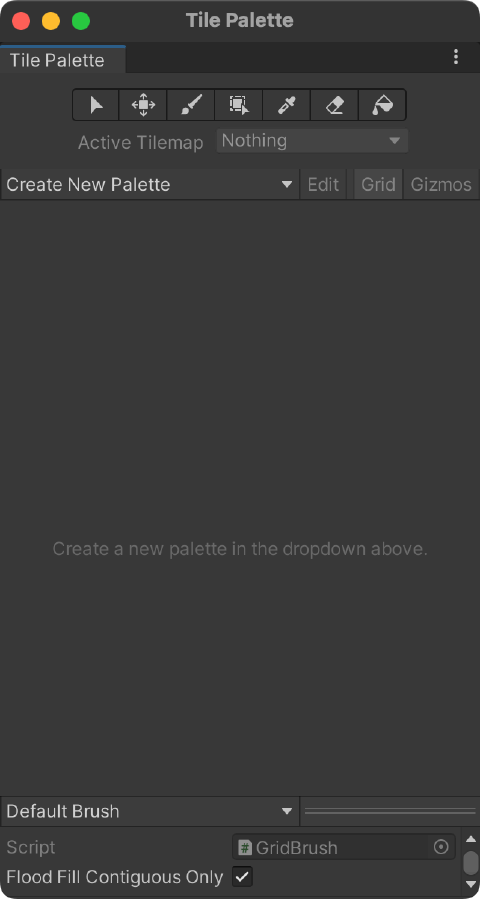 Tile Palette
Tile Palette
Active Tilemap Nothing
Create New Palette Edit Grid Gizmos
Create a new palette in the dropdown above.
Default Brush
Script # GridBrush
Flood Fill Contiguous Only